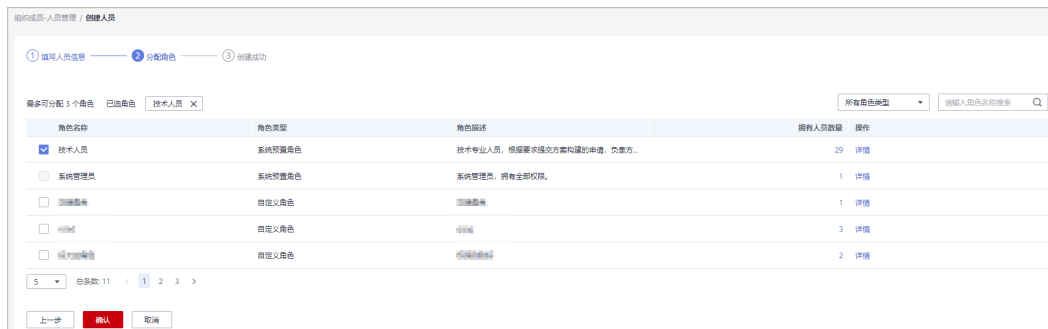 组织成员-人员管理 / 创建人员
1 填写人员信息 2 分配角色 3 创建成功
最多可分配 3 个角色 已选角色 技术人员 X 所有角色类型 请输入角色名称搜索
角色名称 角色类型 角色描述 拥有人员数量 操作
技术人员 系统预置角色 技术专业人员，根据要求提交方案构建的申请，负责方... 29 详情
系统管理员 系统预置角色 系统管理员，拥有全部权限。 1 详情
自定义角色 1 详情
自定义角色 3 详情
自定义角色 2 详情
5 总条数: 11 < 1 2 3 >
上一步 确认 取消